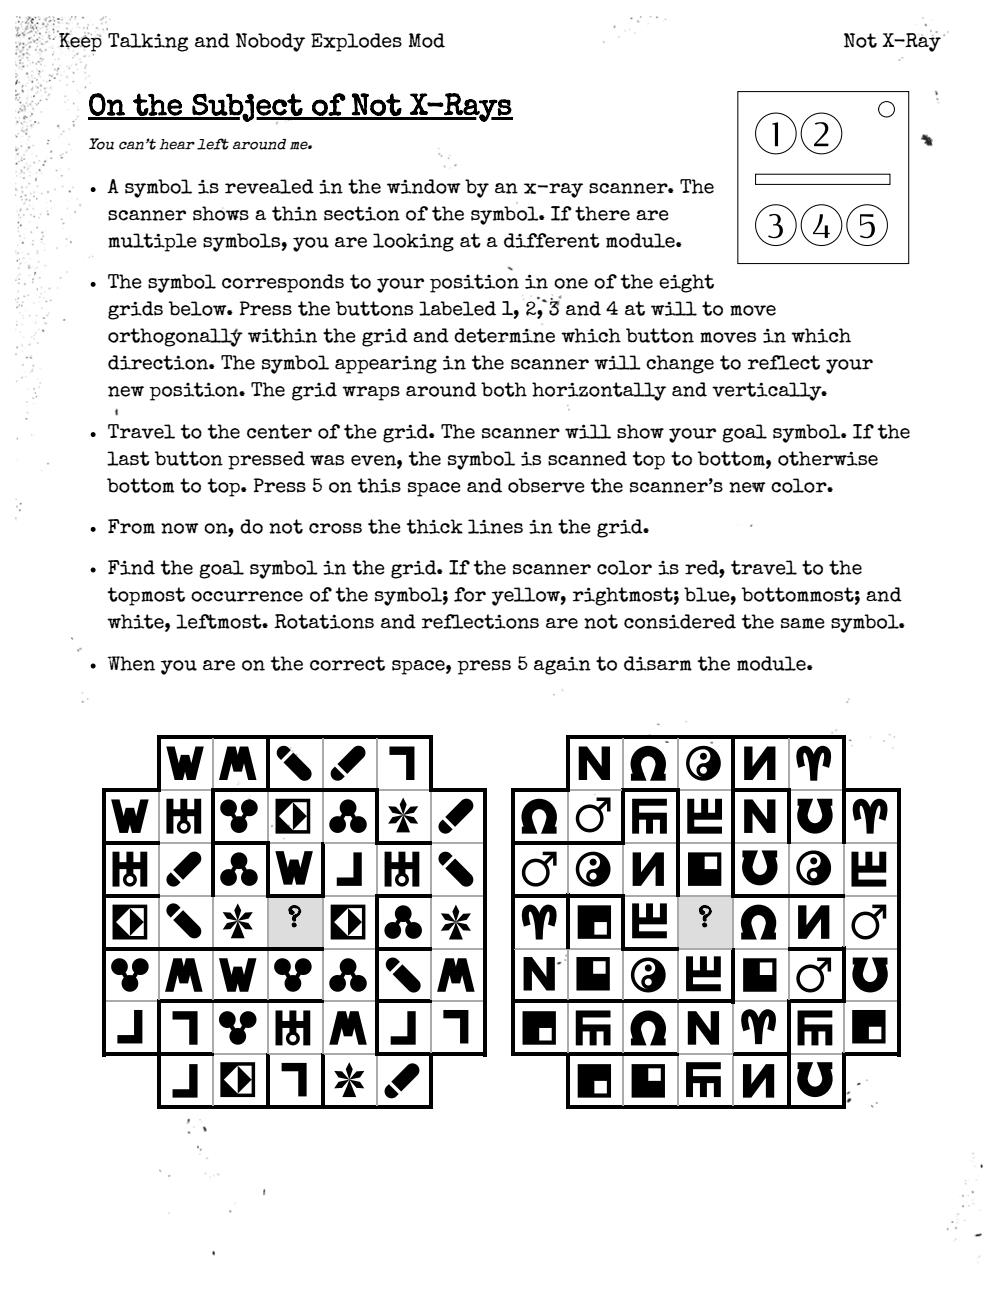 Keep Talking and Nobody Explodes Mod
Not X-Ray
On the Subject of Not X-Rays
You can't hear left around me.
• A symbol is revealed in the window by an x-ray scanner. The
scanner shows a thin section of the symbol. If there are
multiple symbols, you are looking at a different module.
1 2
3 4 5
• The symbol corresponds to your position in one of the eight
grids below. Press the buttons labeled 1, 2, 3 and 4 at will to move
orthogonally within the grid and determine which button moves in which
direction. The symbol appearing in the scanner will change to reflect your
new position. The grid wraps around both horizontally and vertically.
• Travel to the center of the grid. The scanner will show your goal symbol. If the
last button pressed was even, the symbol is scanned top to bottom, otherwise
bottom to top. Press 5 on this space and observe the scanner's new color.
• From now on, do not cross the thick lines in the grid.
• Find the goal symbol in the grid. If the scanner color is red, travel to the
topmost occurrence of the symbol; for yellow, rightmost; blue, bottommost; and
white, leftmost. Rotations and reflections are not considered the same symbol.
• When you are on the correct space, press 5 again to disarm the module.
?
?